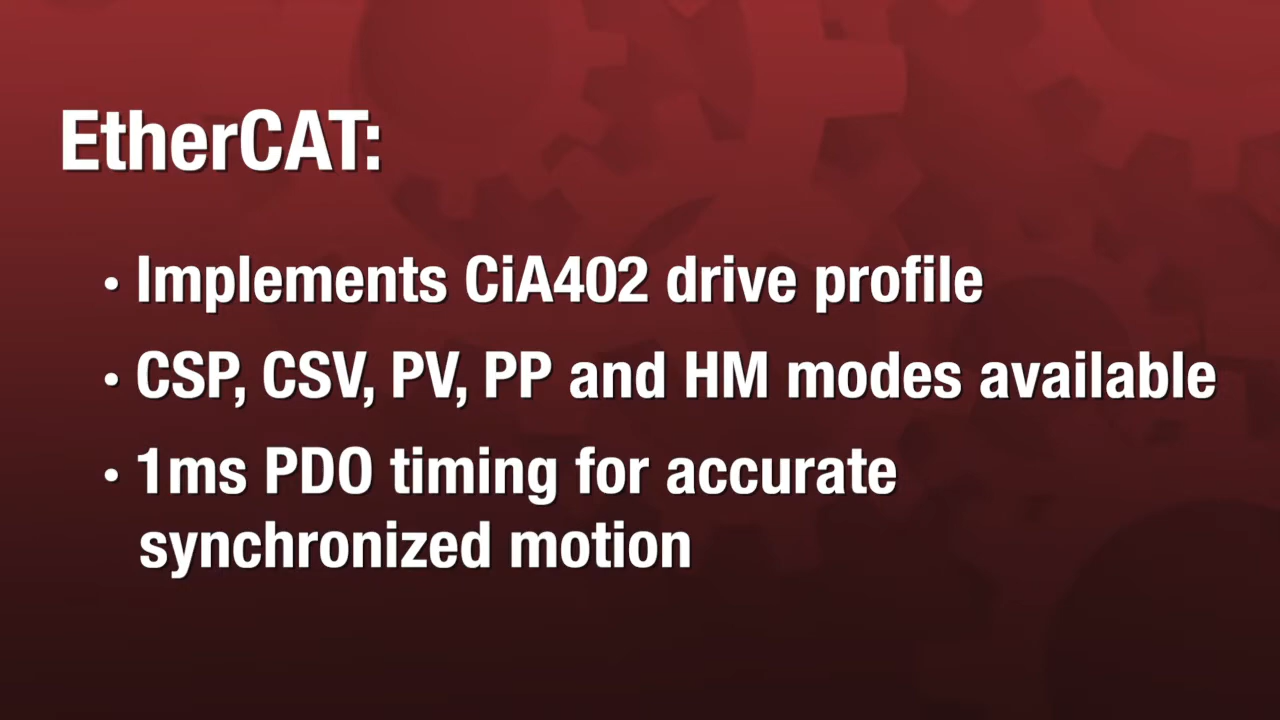 EtherCAT:
• Implements CiA402 drive profile
• CSP, CSV, PV, PP and HM modes available
• 1ms PDO timing for accurate
synchronized motion